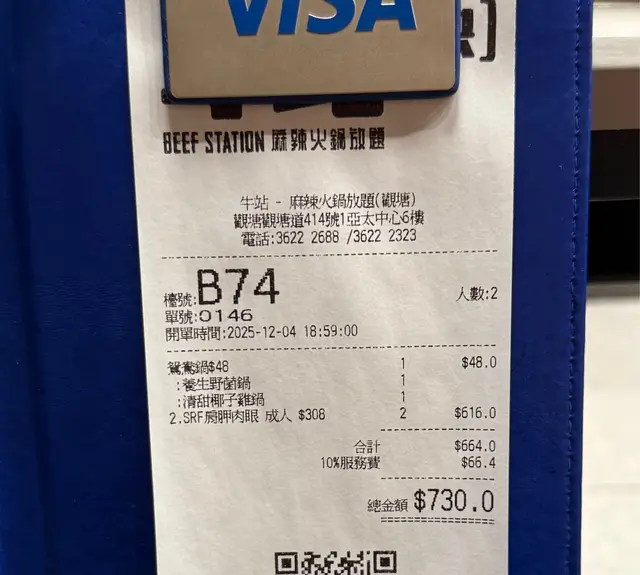 VISA
BEEF STATION 麻辣火鍋放題
牛站 - 麻辣火鍋放題(觀塘)
觀塘觀塘道414號1亞太中心6樓
電話:3622 2688 /3622 2323
檯號:B74 人數:2
單號:0146
開單時間:2025-12-04 18:59:00
鴛鴦鍋$48 1 $48.0
:養生野菌鍋 1
:清甜椰子雞鍋 1
2.SRF肩胛肉眼 成人 $308 2 $616.0
合計 $664.0
10%服務費 $66.4
總金額 $730.0